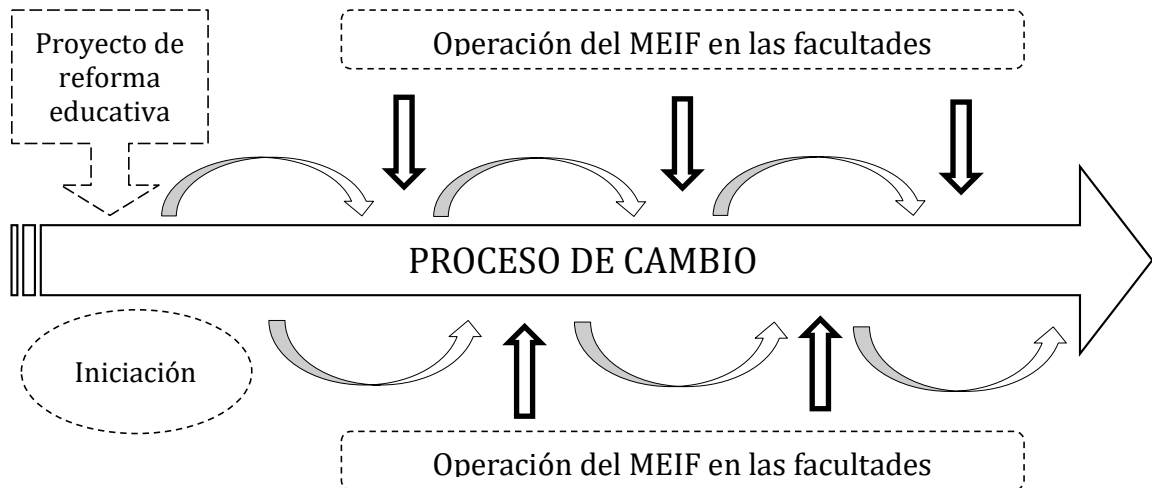 Proyecto de
reforma
educativa
Operación del MEIF en las facultades
PROCESO DE CAMBIO
Iniciación
Operación del MEIF en las facultades